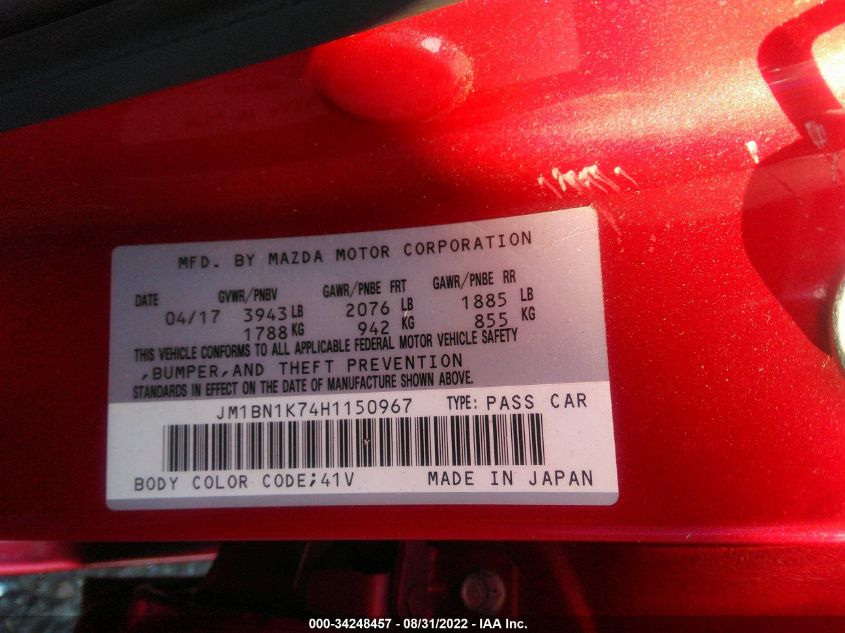 MFD. BY MAZDA MOTOR CORPORATION
DATE GVWR/PNBV GAWR/PNBE FRT GAWR/PNBE RR
04/17 3943 LB 2076 LB 1885 LB
1788 KG 942 KG 855 KG
THIS VEHICLE CONFORMS TO ALL APPLICABLE FEDERAL MOTOR VEHICLE SAFETY
,BUMPER,AND THEFT PREVENTION
STANDARDS IN EFFECT ON THE DATE OF MANUFACTURE SHOWN ABOVE.
JM1BN1K74H1150967 TYPE: PASS CAR
BODY COLOR CODE;41V MADE IN JAPAN
000-34248457 - 08/31/2022 - IAA Inc.